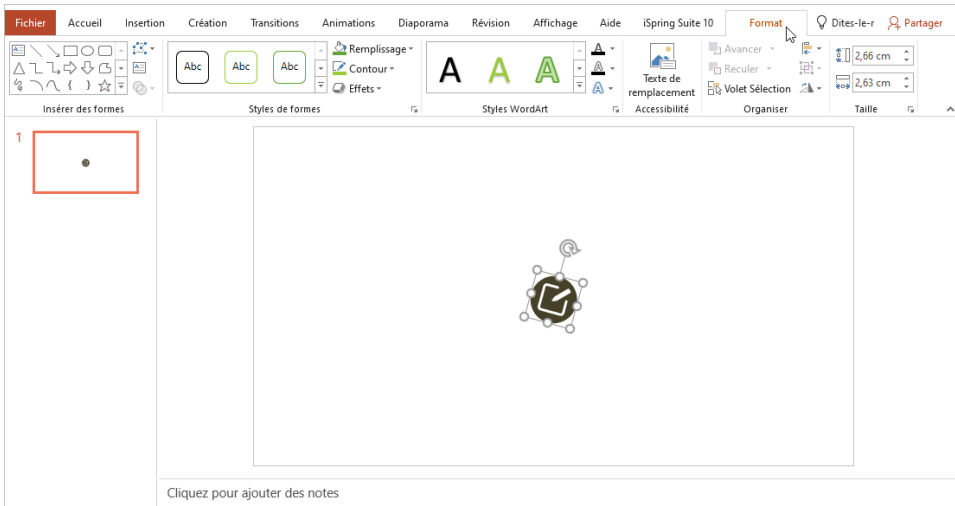 Fichier Accueil Insertion Création Transitions Animations Diaporama Révision Affichage Aide iSpring Suite 10 Format Dites-le-r Partager
Abc Abc Abc
Remplissage
Contour
Effets
A A A
A
A
A
Texte de
remplacement
Avancer
Reculer
Volet Sélection
2,66 cm
2,63 cm
Insérer des formes Styles de formes Styles WordArt Accessibilité Organiser Taille
1
Cliquez pour ajouter des notes